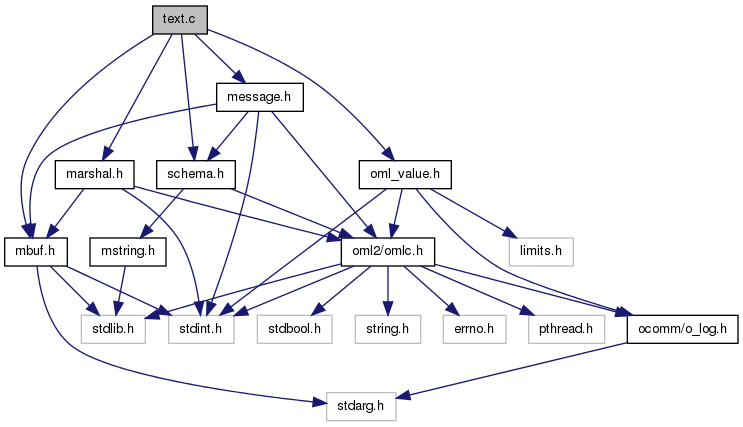 text.c
message.h
marshal.h
schema.h
oml_value.h
mbuf.h
mstring.h
oml2/omlc.h
limits.h
stdlib.h
stdint.h
stdbool.h
string.h
errno.h
pthread.h
ocomm/o_log.h
stdarg.h